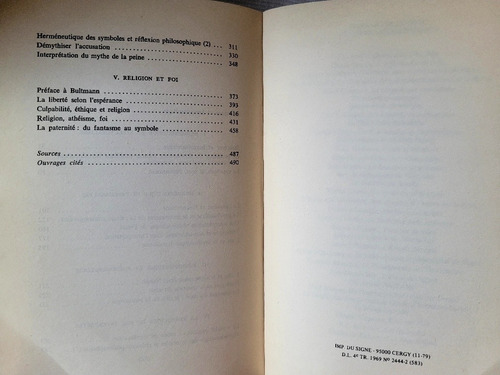 Herméneutique des symboles et réflexion philosophique (2) ... 311
Démythiser l'accusation ........................ 330
Interprétation du mythe de la peine ........................ 348
V. RELIGION ET FOI
Préface à Bultmann ........................ 373
La liberté selon l'espérance ........................ 393
Culpabilité, éthique et religion ........................ 416
Religion, athéisme, foi ........................ 431
La paternité : du fantasme au symbole ........................ 458
Sources ........................ 487
Ouvrages cités ........................ 490
IMP. DU SIGNE - 95000 CERGY (11-79)
D.L. 4e TR. 1969 No 2444-2 (583)